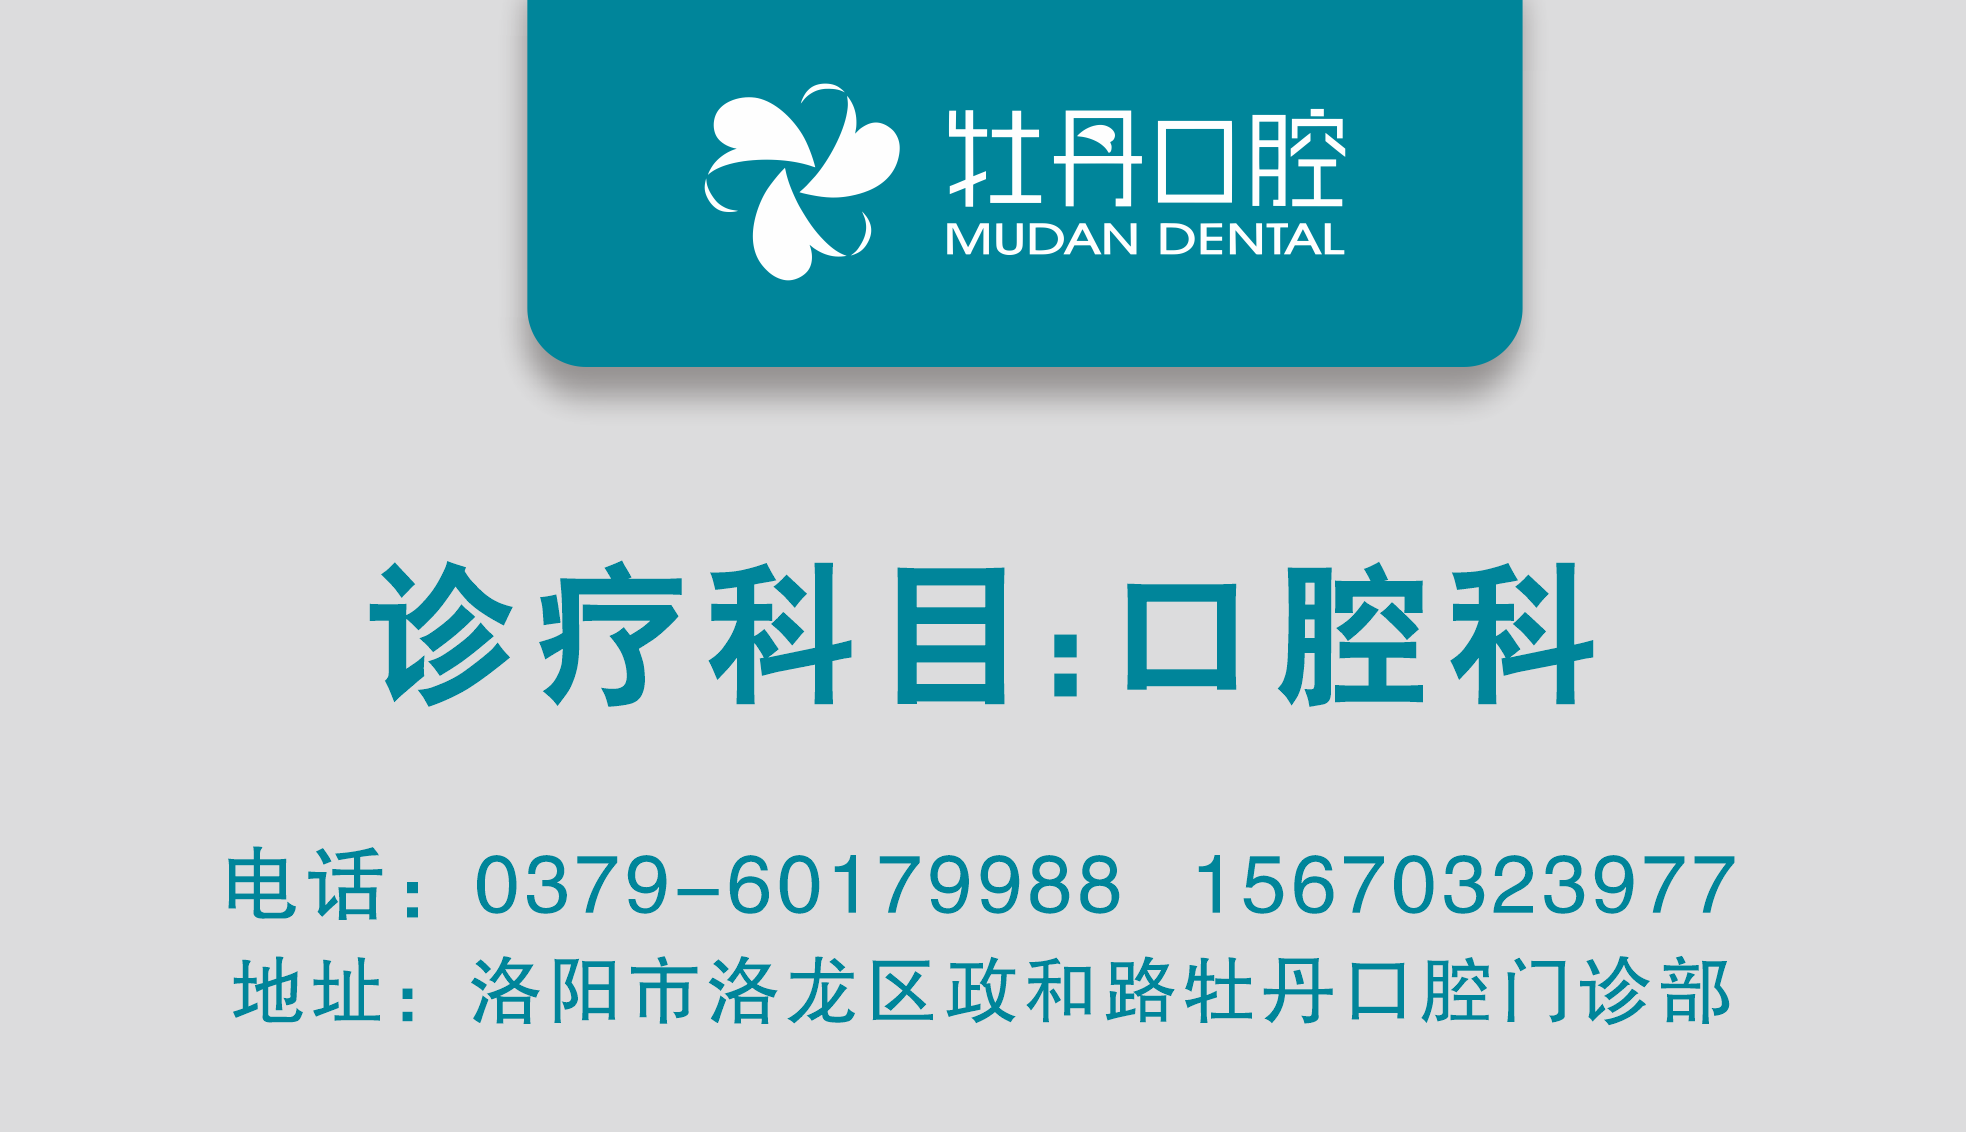 牡丹口腔
MUDAN DENTAL
诊疗科目:口腔科
电话：0379-60179988 15670323977
地址：洛阳市洛龙区政和路牡丹口腔门诊部